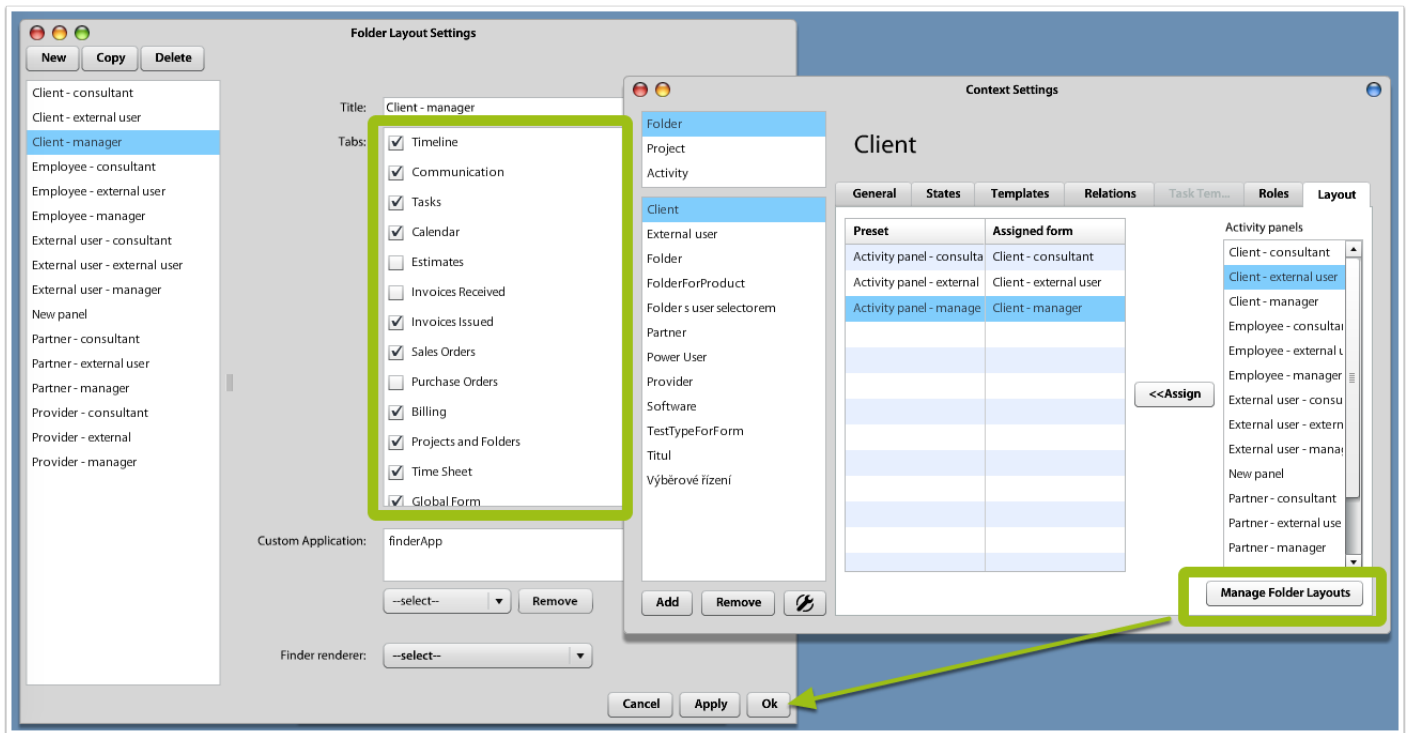 Folder Layout Settings
New Copy Delete
Client - consultant
Client - external user
Client - manager
Employee - consultant
Employee - external user
Employee - manager
External user - consultant
External user - external user
External user - manager
New panel
Partner - consultant
Partner - external user
Partner - manager
Provider - consultant
Provider - external
Provider - manager
Title: Client - manager
Tabs:
Timeline
Communication
Tasks
Calendar
Estimates
Invoices Received
Invoices Issued
Sales Orders
Purchase Orders
Billing
Projects and Folders
Time Sheet
Global Form
Custom Application: finderApp
--select-- Remove
Finder renderer: --select--
Cancel Apply Ok
Context Settings
Folder
Project
Activity
Client
External user
Folder
FolderForProduct
Folder s user selectorem
Partner
Power User
Provider
Software
TestTypeForForm
Titul
Výběrové řízení
Add Remove
Client
General States Templates Relations Task Tem... Roles Layout
Preset Assigned form
Activity panel - consulta Client - consultant
Activity panel - external Client - external user
Activity panel - manage Client - manager
<<Assign
Activity panels
Client - consultant
Client - external user
Client - manager
Employee - consultai
Employee - external u
Employee - manager
External user - consu
External user - extern
External user - manag
New panel
Partner - consultant
Partner - external use
Partner - manager
Manage Folder Layouts